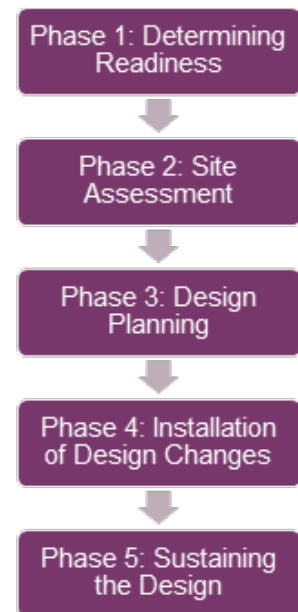 Phase 1: Determining
Readiness
Phase 2: Site
Assessment
Phase 3: Design
Planning
Phase 4: Installation
of Design Changes
Phase 5: Sustaining
the Design